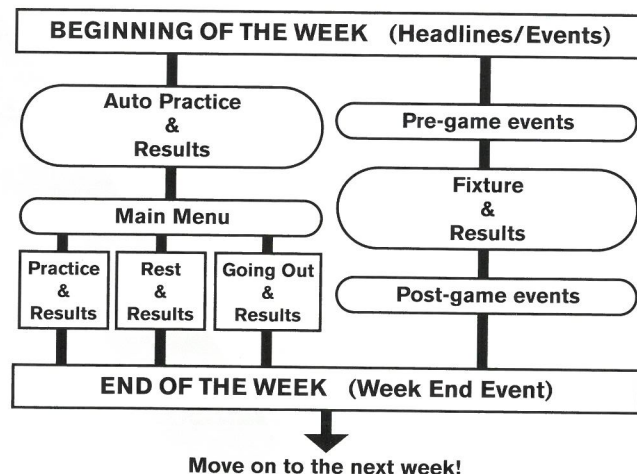 BEGINNING OF THE WEEK (Headlines/Events)
Auto Practice
&
Results
Main Menu
Practice
&
Results
Rest
&
Results
Going Out
&
Results
Pre-game events
Fixture
&
Results
Post-game events
END OF THE WEEK (Week End Event)
Move on to the next week!